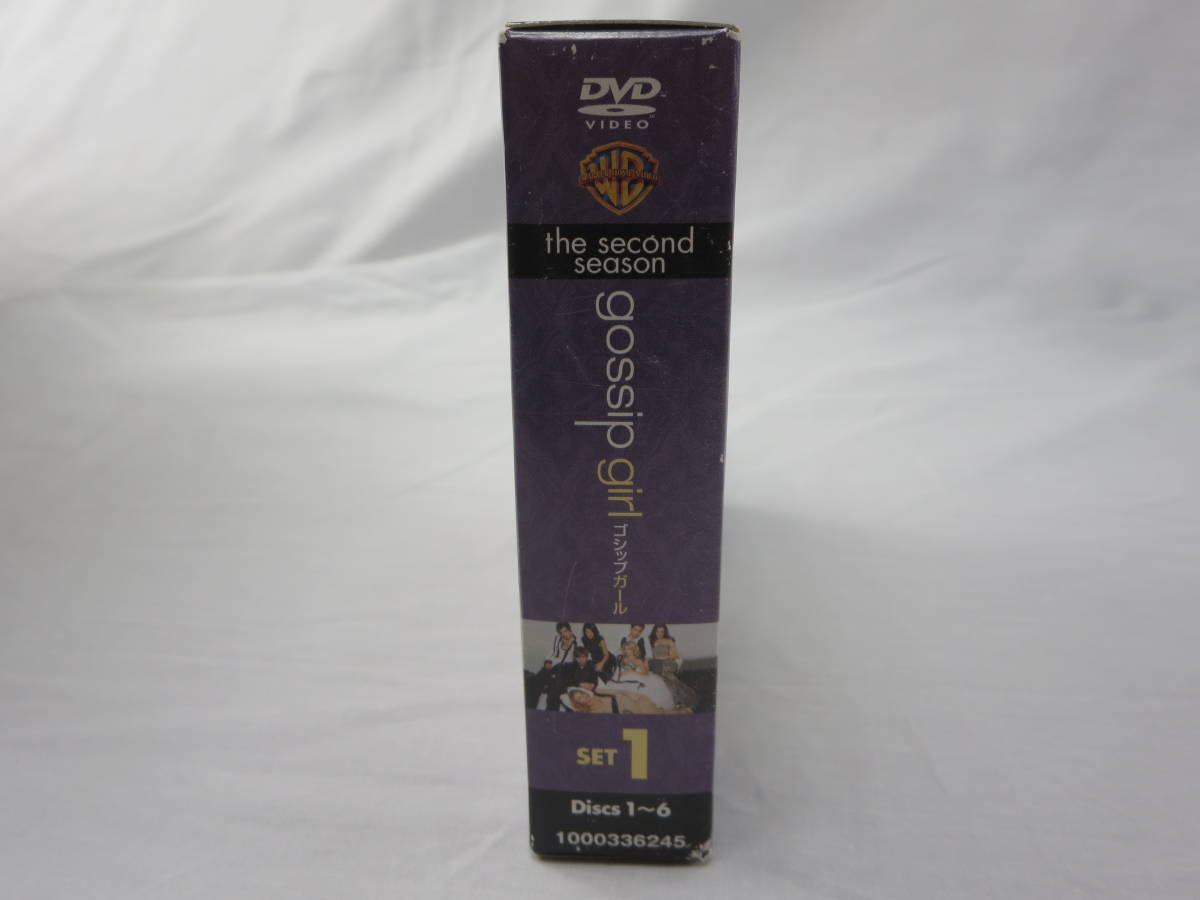 DVD
VIDEO
WB
the second
season
gossip girl
ゴシップガール
SET 1
Discs 1~6
1000336245